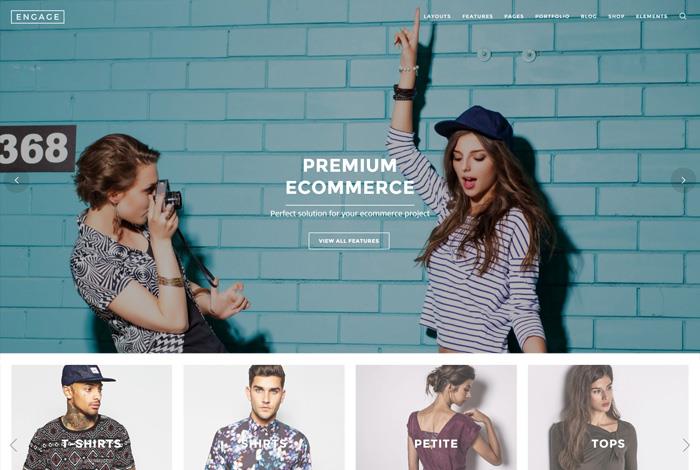 ENGAGE
LAYOUTS FEATURES PAGES PORTFOLIO BLOG SHOP ELEMENTS
368
PREMIUM
ECOMMERCE
Perfect solution for your ecommerce project
VIEW ALL FEATURES
T-SHIRTS SHIRTS PETITE TOPS